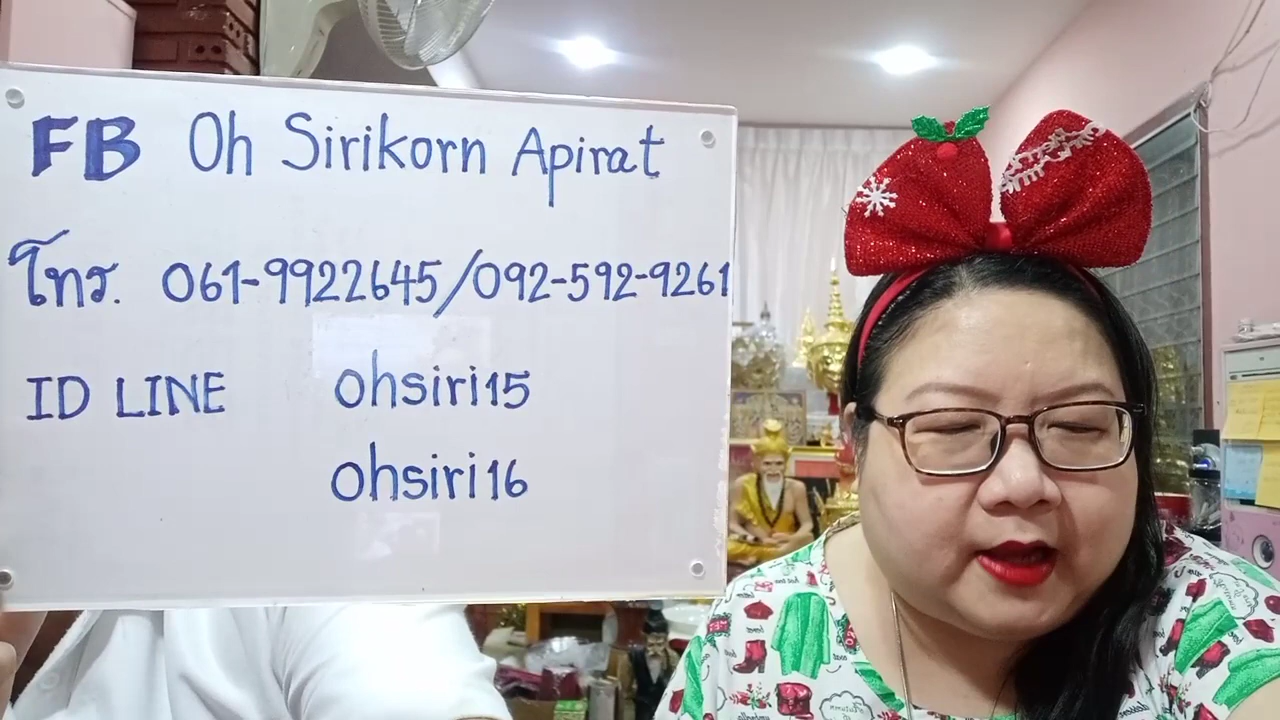 FB Oh Sirikorn Apirat
โทร. 061-9922645/092-592-9261
ID LINE ohsiri15
ohsiri16